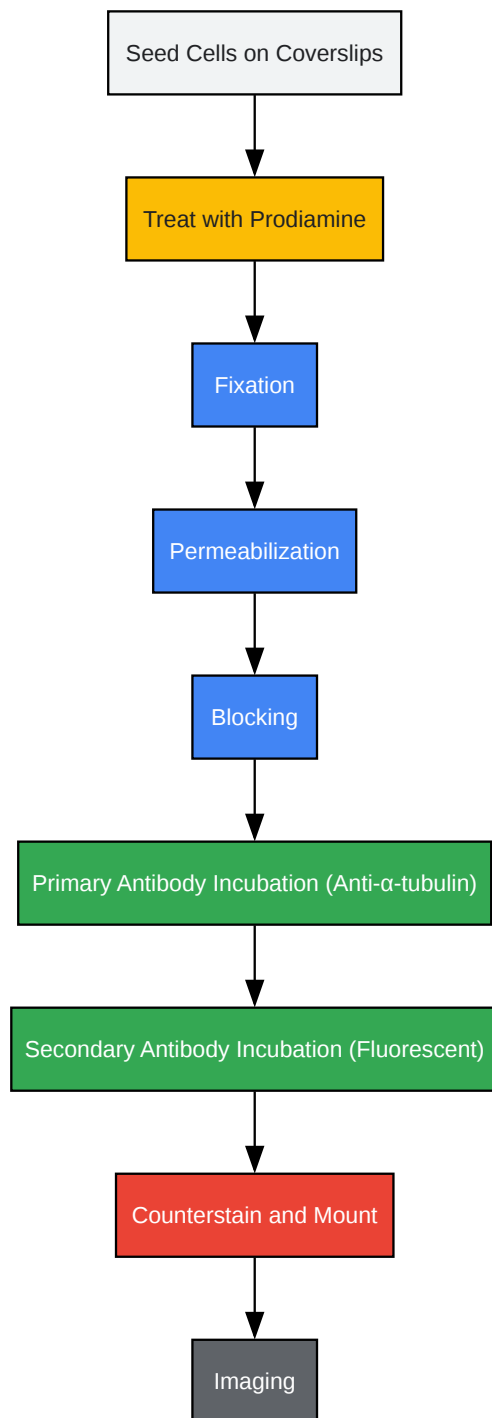 Seed Cells on Coverslips
Treat with Prodiamine
Fixation
Permeabilization
Blocking
Primary Antibody Incubation (Anti-α-tubulin)
Secondary Antibody Incubation (Fluorescent)
Counterstain and Mount
Imaging